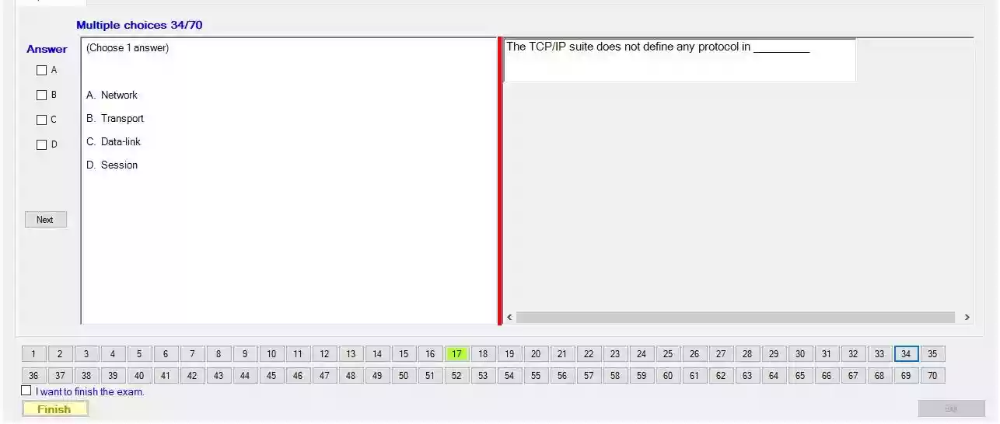 Multiple choices 34/70
Answer
A
B
C
D
Next
(Choose 1 answer)
A. Network
B. Transport
C. Data-link
D. Session
The TCP/IP suite does not define any protocol in _________
1 2 3 4 5 6 7 8 9 10 11 12 13 14 15 16 17 18 19 20 21 22 23 24 25 26 27 28 29 30 31 32 33 34 35
36 37 38 39 40 41 42 43 44 45 46 47 48 49 50 51 52 53 54 55 56 57 58 59 60 61 62 63 64 65 66 67 68 69 70
I want to finish the exam.
Finish
Exit